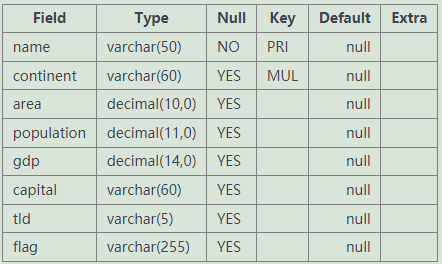 Field Type Null Key Default Extra
name varchar(50) NO PRI null
continent varchar(60) YES MUL null
area decimal(10,0) YES null
population decimal(11,0) YES null
gdp decimal(14,0) YES null
capital varchar(60) YES null
tld varchar(5) YES null
flag varchar(255) YES null